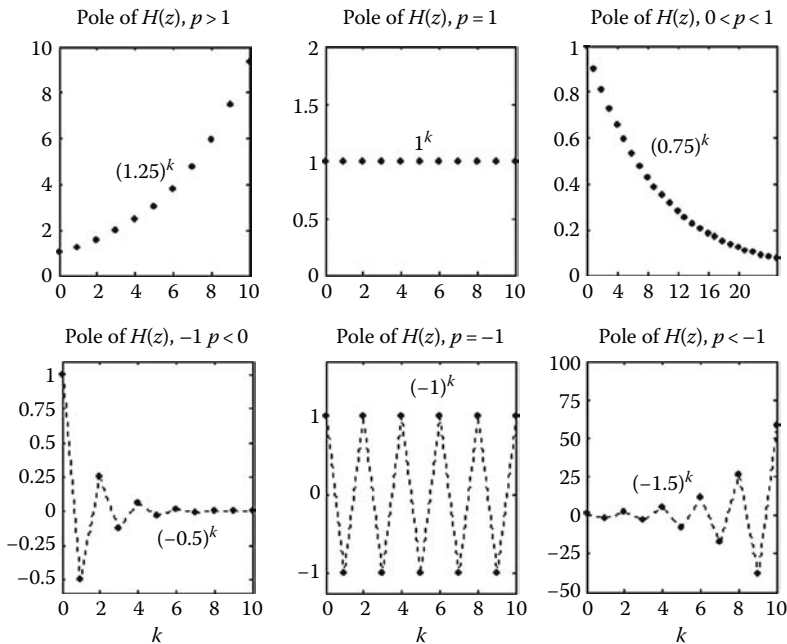 Pole of H(z), p > 1
10
8
6
4
2
0
(1.25)^k
0 2 4 6 8 10
Pole of H(z), p = 1
2
1.5
1
0.5
0
1^k
0 2 4 6 8 10
Pole of H(z), 0 < p < 1
1
0.8
0.6
0.4
0.2
0
(0.75)^k
0 4 8 12 16 20
Pole of H(z), −1 p < 0
1
0.75
0.5
0.25
0
−0.25
−0.5
(−0.5)^k
0 2 4 6 8 10
k
Pole of H(z), p = −1
1
0
−1
(−1)^k
0 2 4 6 8 10
k
Pole of H(z), p < −1
100
75
50
25
0
−25
50
(−1.5)^k
0 2 4 6 8 10
k